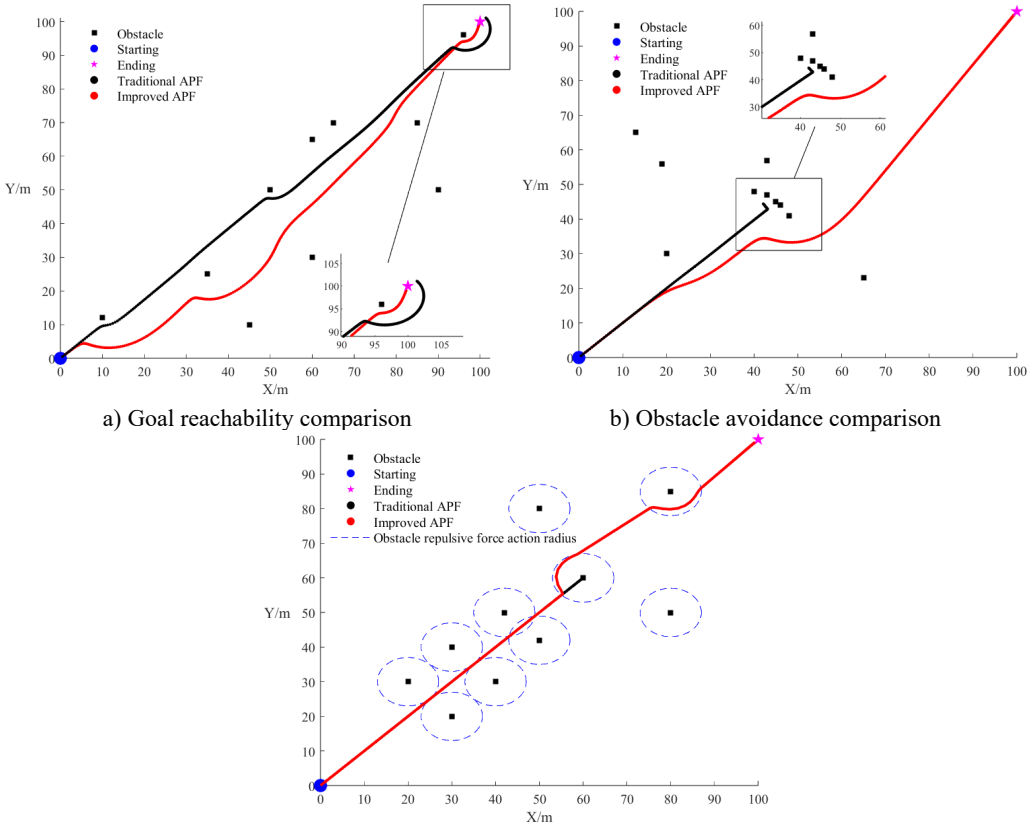 100
90
80
70
60
50
40
30
20
10
0
Y/m
Obstacle
Starting
Ending
Traditional APF
Improved APF
105
100
95
90
90 95 100 105
0 10 20 30 40 50 60 70 80 90 100
X/m
a) Goal reachability comparison
100
90
80
70
60
50
40
30
20
10
0
Y/m
Obstacle
Starting
Ending
Traditional APF
Improved APF
60
50
40
30
40 50 60
0 10 20 30 40 50 60 70 80 90 100
X/m
b) Obstacle avoidance comparison
100
90
80
70
60
50
40
30
20
10
0
Y/m
Obstacle
Starting
Ending
Traditional APF
Improved APF
Obstacle repulsive force action radius
0 10 20 30 40 50 60 70 80 90 100
X/m